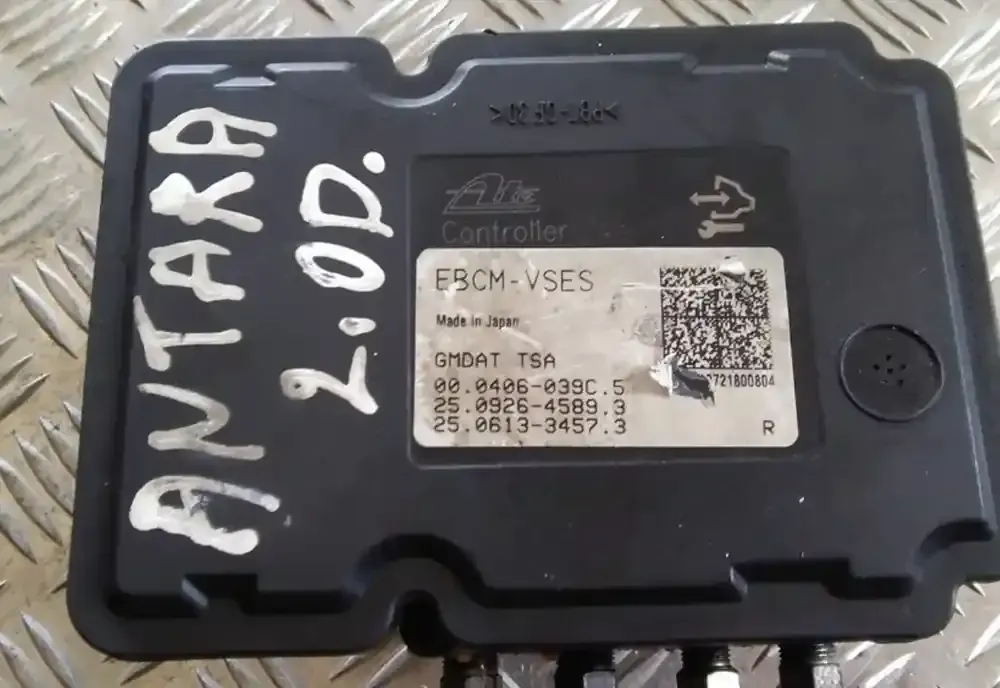 ANTARA
2.0D.
>PBT-GF30<
Ate
Controller
EBCM-VSES
Made in Japan
GMDAT TSA
00.0406-039C.5
25.0926-4589.3
25.0613-3457.3
R